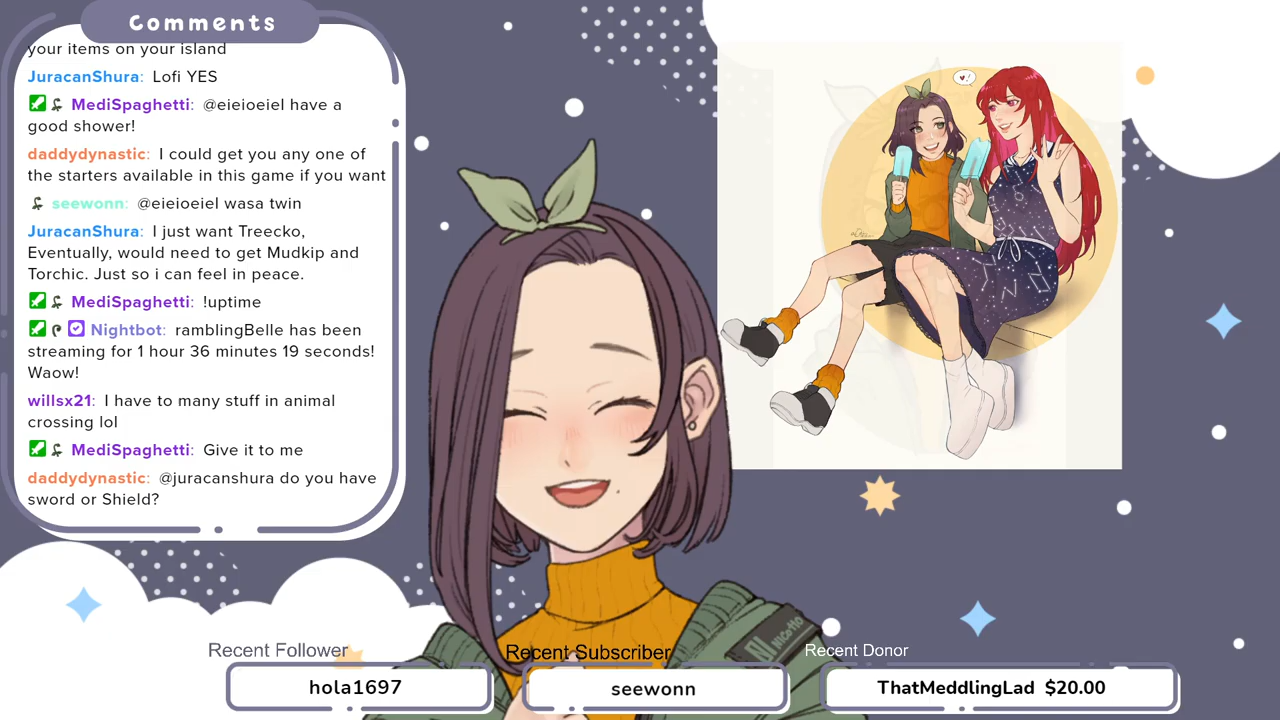 Comments
your items on your island
JuracanShura: Lofi YES
MediSpaghetti: @eieioeiel have a
good shower!
daddydynastic: I could get you any one of
the starters available in this game if you want
seewonn: @eieioeiel wasa twin
JuracanShura: I just want Treecko,
Eventually, would need to get Mudkip and
Torchic. Just so i can feel in peace.
MediSpaghetti: !uptime
Nightbot: ramblingBelle has been
streaming for 1 hour 36 minutes 19 seconds!
Waow!
willsx21: I have to many stuff in animal
crossing lol
MediSpaghetti: Give it to me
daddydynastic: @juracanshura do you have
sword or Shield?
Recent Follower
hola1697
Recent Subscriber
seewonn
Recent Donor
ThatMeddlingLad $20.00